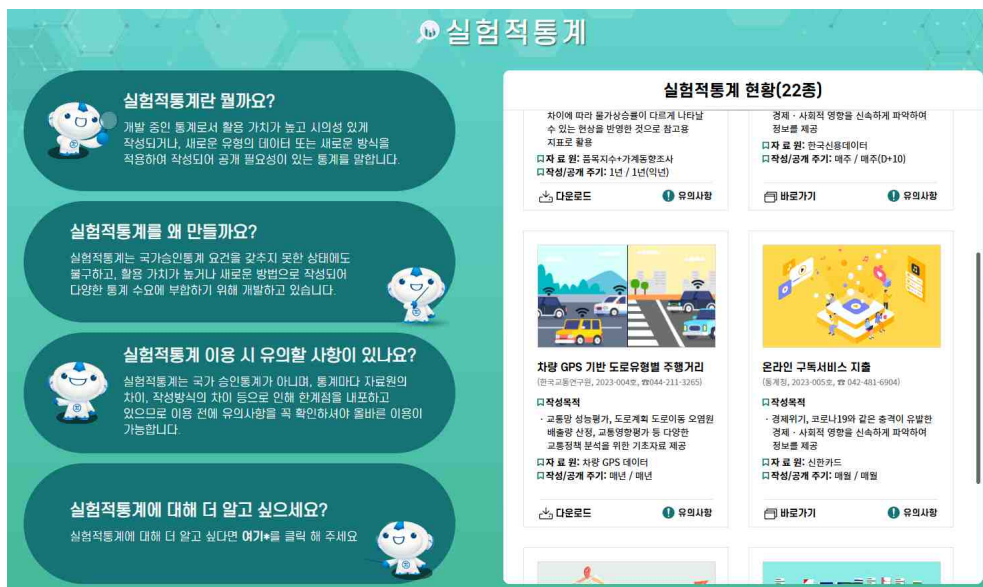 실험적통계
실험적통계란 뭘까요?
개발 중인 통계로서 활용 가치가 높고 시의성 있게
작성되거나, 새로운 유형의 데이터 또는 새로운 방식을
적용하여 작성되어 공개 필요성이 있는 통계를 말합니다.
실험적통계를 왜 만들까요?
실험적통계는 국가승인통계 요건을 갖추지 못한 상태에도
불구하고, 활용 가치가 높거나 새로운 방법으로 작성되어
다양한 통계 수요에 부합하기 위해 개발하고 있습니다.
실험적통계 이용 시 유의할 사항이 있나요?
실험적통계는 국가 승인통계가 아니며, 통계마다 자료원의
차이, 작성방식의 차이 등으로 인해 한계점을 내포하고
있으므로 이용 전에 유의사항을 꼭 확인하셔야 올바른 이용이
가능합니다.
실험적통계에 대해 더 알고 싶으세요?
실험적통계에 대해 더 알고 싶다면 여기*를 클릭 해 주세요
실험적통계 현황(22종)
차이에 따라 물가상승률이 다르게 나타날
수 있는 현상을 반영한 것으로 참고용
지표로 활용
자 료 원: 품목지수+가계동향조사
작성/공개 주기: 1년 / 1년(익년)
다운로드 유의사항
경제 · 사회적 영향을 신속하게 파악하여
정보를 제공
자 료 원: 한국신용데이터
작성/공개 주기: 매주 / 매주(D+10)
바로가기 유의사항
차량 GPS 기반 도로유형별 주행거리
(한국교통연구원, 2023-004호, ☎044-211-3265)
작성목적
· 교통망 성능평가, 도로계획 도로이동 오염원
배출량 산정, 교통영향평가 등 다양한
교통정책 분석을 위한 기초자료 제공
자 료 원: 차량 GPS 데이터
작성/공개 주기: 매년 / 매년
다운로드 유의사항
온라인 구독서비스 지출
(통계청, 2023-005호, ☎ 042-481-6904)
작성목적
· 경제위기, 코로나19와 같은 충격이 유발한
경제 · 사회적 영향을 신속하게 파악하여
정보를 제공
자 료 원: 신한카드
작성/공개 주기: 매월 / 매월
바로가기 유의사항